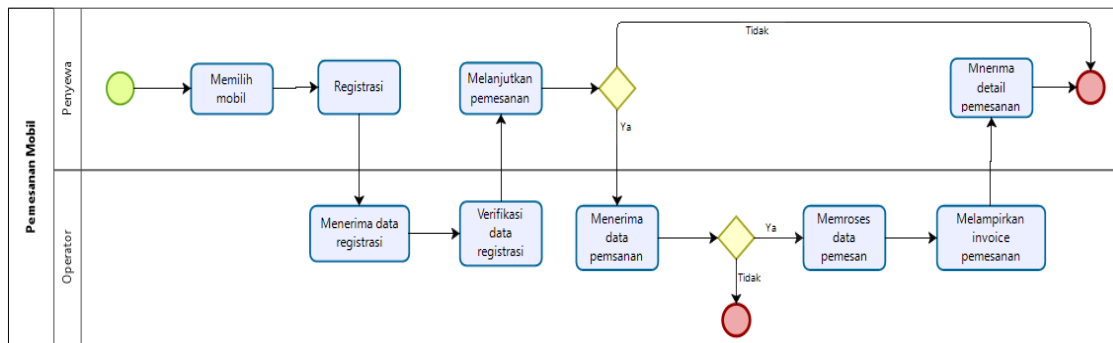 Pemesanan Mobil
Penyewa
Memilih
mobil
Registrasi
Melanjutkan
pemesanan
Tidak
Ya
Mnerima
detail
pemesanan
Operator
Menerima data
registrasi
Verifikasi
data
registrasi
Menerima
data
pemsanan
Ya
Tidak
Memroses
data
pemesan
Melampirkan
invoice
pemesanan